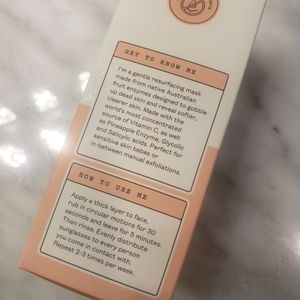 GET TO KNOW ME
I'm a gentle resurfacing mask
made from native Australian
fruit enzymes designed to gobble
up dead skin and reveal softer,
clearer skin. Made with the
world's most concentrated
source of Vitamin C, as well
as Pineapple Enzyme, Glycolic
and Salicylic acids. Perfect for
sensitive skin babes or
in-between manual exfoliations.
HOW TO USE ME
Apply a thick layer to face,
rub in circular motions for 30
seconds and leave for 5 minutes.
Then rinse. Evenly distribute
sunglasses to every person
you come in contact with.
Repeat 2-3 times per week.